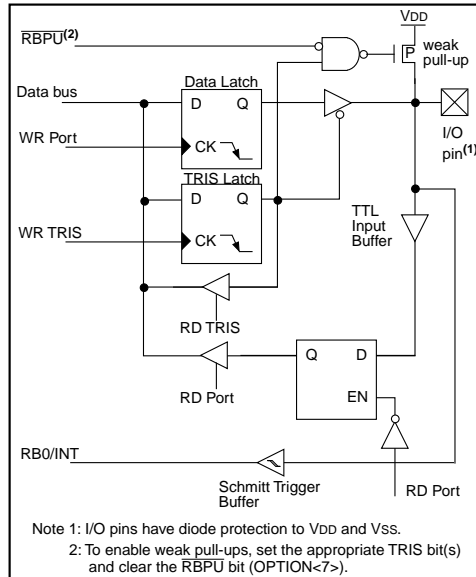 VDD
RBPU(2)
P
weak
pull-up
Data bus
Data Latch
D Q
I/O
pin(1)
WR Port
CK
TRIS Latch
D Q
TTL
Input
Buffer
WR TRIS
CK
RD TRIS
Q D
RD Port
EN
RB0/INT
Schmitt Trigger
Buffer
RD Port
Note 1: I/O pins have diode protection to VDD and VSS.
2: To enable weak pull-ups, set the appropriate TRIS bit(s)
and clear the RBPU bit (OPTION<7>).